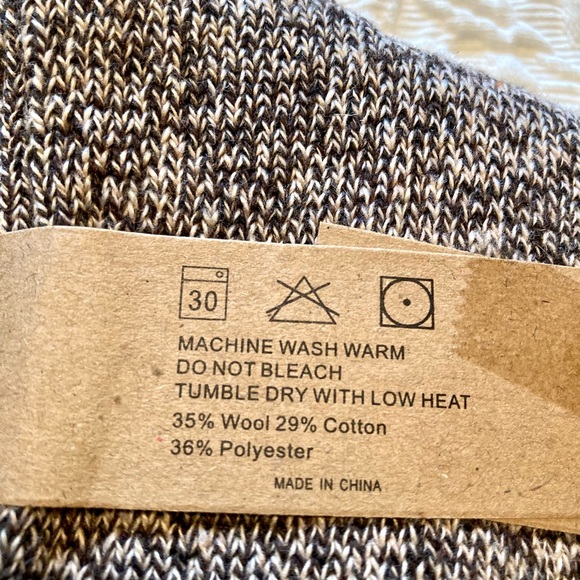 30
MACHINE WASH WARM
DO NOT BLEACH
TUMBLE DRY WITH LOW HEAT
35% Wool 29% Cotton
36% Polyester
MADE IN CHINA